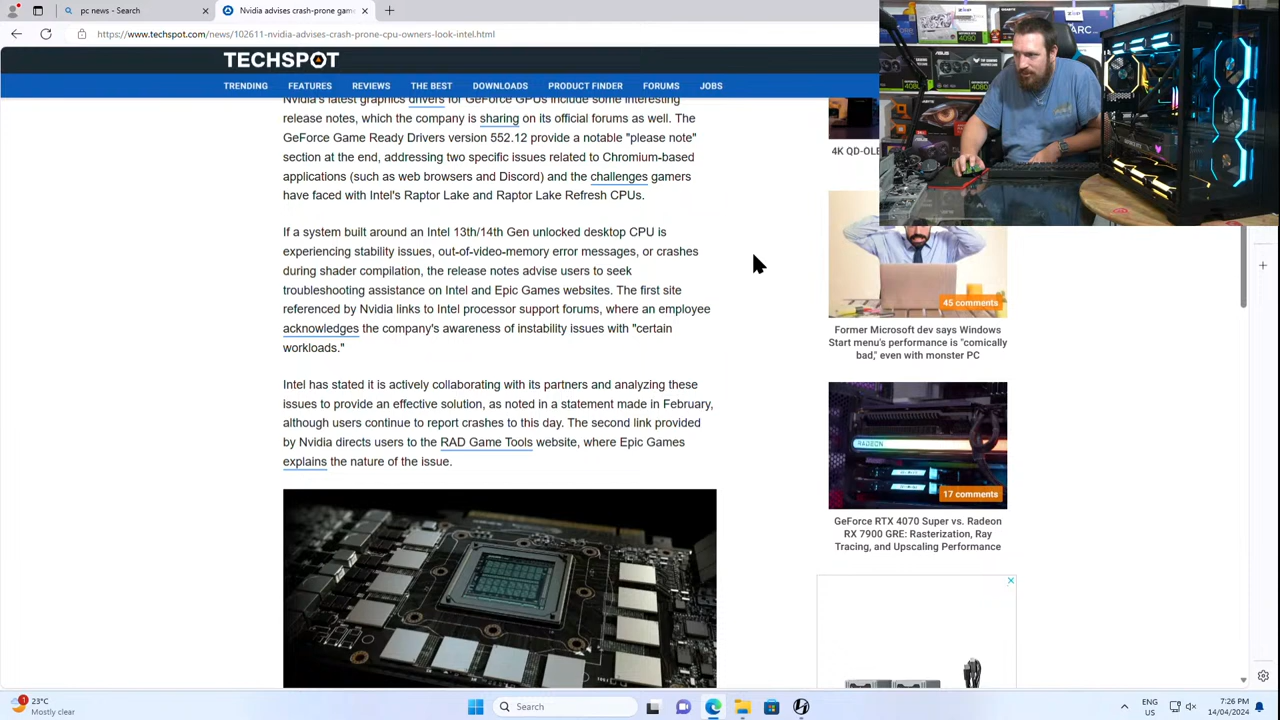 pc news - Search
Nvidia advises crash-prone gam
https://www.techspot.com/news/102611-nvidia-advises-crash-prone-cpu-owners-look-intel.html
TECHSPOT
TRENDING FEATURES REVIEWS THE BEST DOWNLOADS PRODUCT FINDER FORUMS JOBS
Nvidia's latest graphics drivers for GeForce GPUs include some interesting
release notes, which the company is sharing on its official forums as well. The
GeForce Game Ready Drivers version 552.12 provide a notable "please note"
section at the end, addressing two specific issues related to Chromium-based
applications (such as web browsers and Discord) and the challenges gamers
have faced with Intel's Raptor Lake and Raptor Lake Refresh CPUs.
If a system built around an Intel 13th/14th Gen unlocked desktop CPU is
experiencing stability issues, out-of-video-memory error messages, or crashes
during shader compilation, the release notes advise users to seek
troubleshooting assistance on Intel and Epic Games websites. The first site
referenced by Nvidia links to Intel processor support forums, where an employee
acknowledges the company's awareness of instability issues with "certain
workloads."
Intel has stated it is actively collaborating with its partners and analyzing these
issues to provide an effective solution, as noted in a statement made in February,
although users continue to report crashes to this day. The second link provided
by Nvidia directs users to the RAD Game Tools website, where Epic Games
explains the nature of the issue.
4K QD-OLE
45 comments
Former Microsoft dev says Windows
Start menu's performance is "comically
bad," even with monster PC
RADEON
17 comments
GeForce RTX 4070 Super vs. Radeon
RX 7900 GRE: Rasterization, Ray
Tracing, and Upscaling Performance
4090
ASUS
ARC
1
23°C
Mostly clear
Search
ENG
US
7:26 PM
14/04/2024